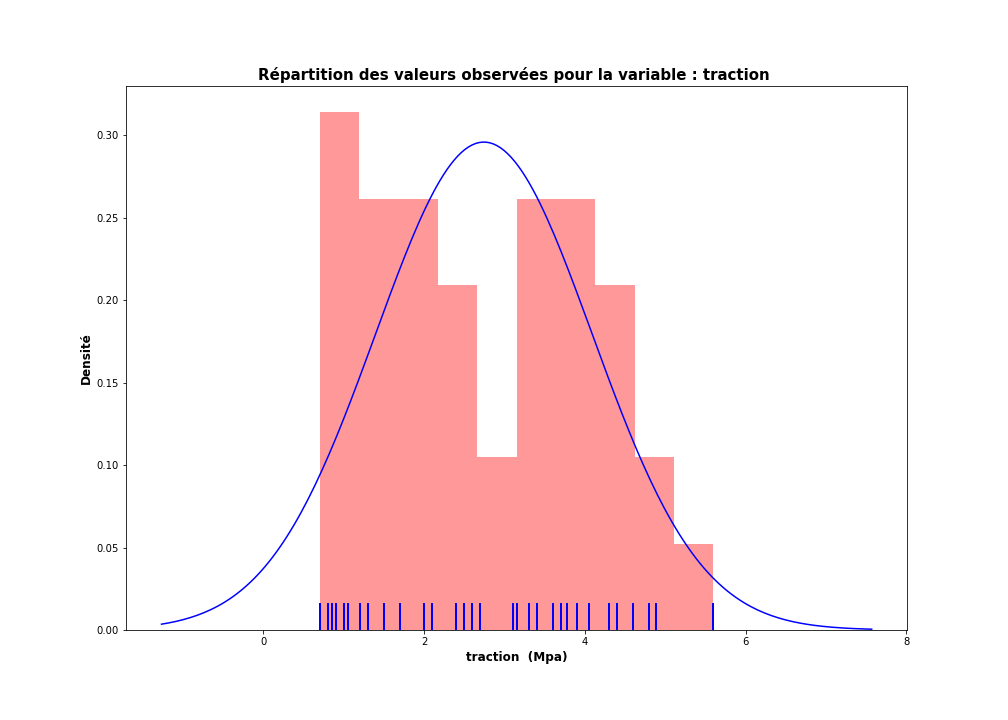 Répartition des valeurs observées pour la variable : traction
0.30
0.25
0.20
0.15
0.10
0.05
0.00
Densité
0 2 4 6 8
traction (Mpa)